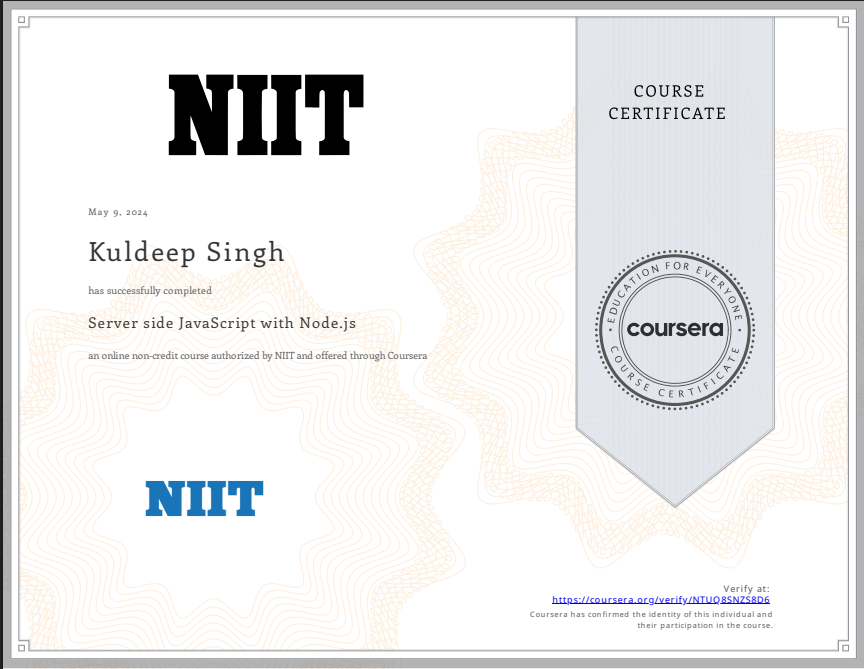 NIIT
COURSE
CERTIFICATE
May 9, 2024
Kuldeep Singh
has successfully completed
Server side JavaScript with Node.js
an online non-credit course authorized by NIIT and offered through Coursera
• EDUCATION FOR EVERYONE •
coursera
COURSE CERTIFICATE
NIIT
Verify at:
https://coursera.org/verify/NTUQ8SNZS8D6
Coursera has confirmed the identity of this individual and
their participation in the course.